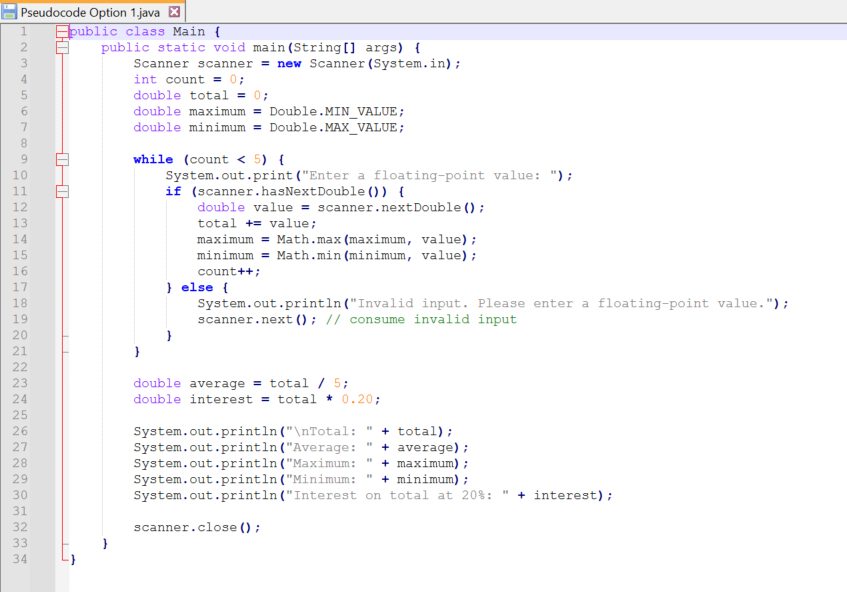 Pseudocode Option 1.java
1 public class Main {
2 public static void main(String[] args) {
3 Scanner scanner = new Scanner(System.in);
4 int count = 0;
5 double total = 0;
6 double maximum = Double.MIN_VALUE;
7 double minimum = Double.MAX_VALUE;
8
9 while (count < 5) {
10 System.out.print("Enter a floating-point value: ");
11 if (scanner.hasNextDouble()) {
12 double value = scanner.nextDouble();
13 total += value;
14 maximum = Math.max(maximum, value);
15 minimum = Math.min(minimum, value);
16 count++;
17 } else {
18 System.out.println("Invalid input. Please enter a floating-point value.");
19 scanner.next(); // consume invalid input
20 }
21 }
22
23 double average = total / 5;
24 double interest = total * 0.20;
25
26 System.out.println("\nTotal: " + total);
27 System.out.println("Average: " + average);
28 System.out.println("Maximum: " + maximum);
29 System.out.println("Minimum: " + minimum);
30 System.out.println("Interest on total at 20%: " + interest);
31
32 scanner.close();
33 }
34 }